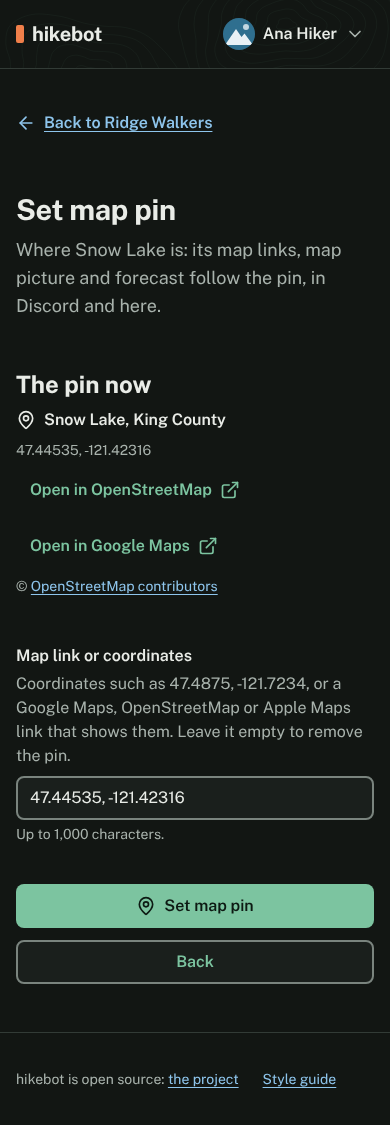 hikebot
Ana Hiker
Back to Ridge Walkers
Set map pin
Where Snow Lake is: its map links, map
picture and forecast follow the pin, in
Discord and here.
The pin now
Snow Lake, King County
47.44535, -121.42316
Open in OpenStreetMap
Open in Google Maps
© OpenStreetMap contributors
Map link or coordinates
Coordinates such as 47.4875, -121.7234, or a
Google Maps, OpenStreetMap or Apple Maps
link that shows them. Leave it empty to remove
the pin.
47.44535, -121.42316
Up to 1,000 characters.
Set map pin
Back
hikebot is open source: the project Style guide